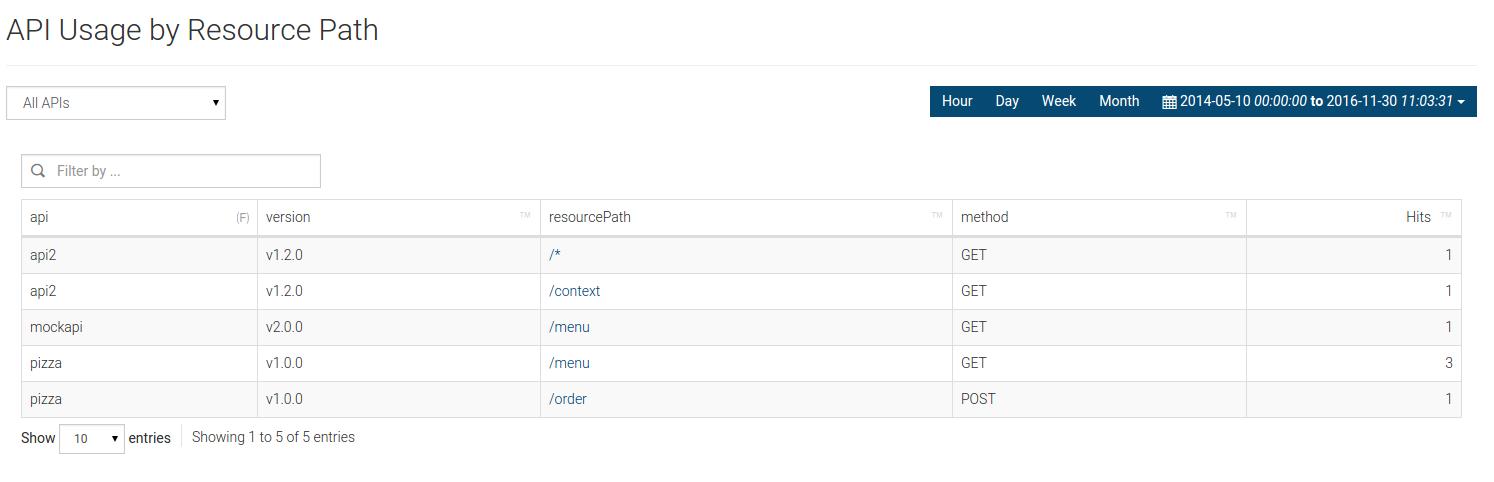 API Usage by Resource Path
All APIs
Hour Day Week Month 2014-05-10 00:00:00 to 2016-11-30 11:03:31
Filter by ...
api (F) version TM resourcePath TM method TM Hits TM
api2 v1.2.0 /* GET 1
api2 v1.2.0 /context GET 1
mockapi v2.0.0 /menu GET 1
pizza v1.0.0 /menu GET 3
pizza v1.0.0 /order POST 1
Show 10 entries Showing 1 to 5 of 5 entries